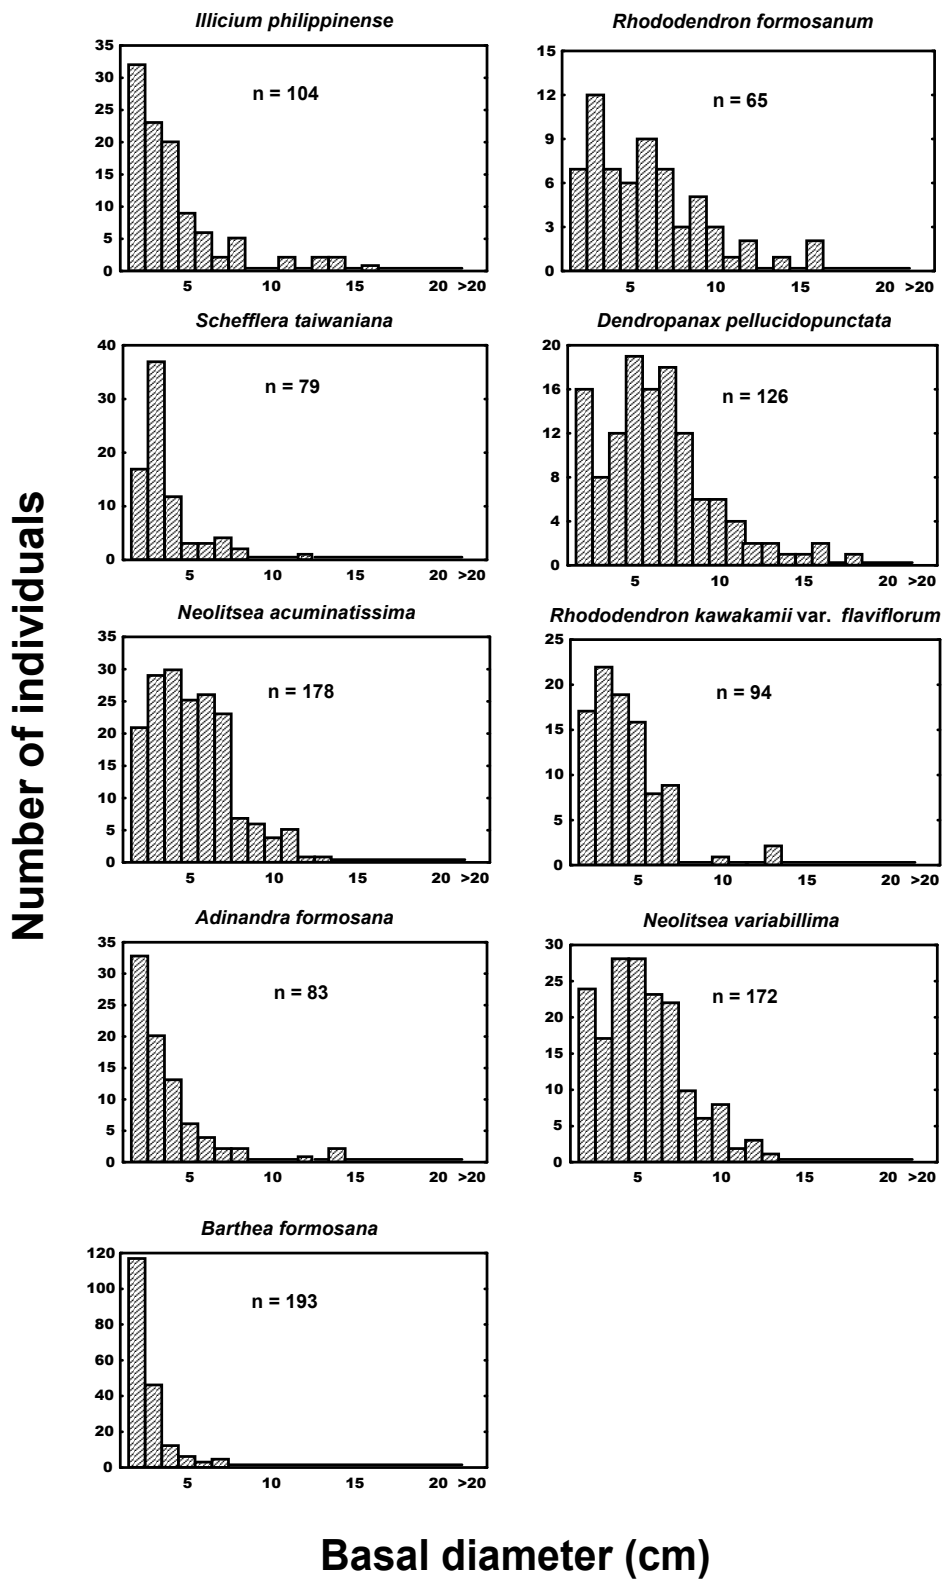 Number of individuals
Illicium philippinense
n = 104
35
30
25
20
15
10
5
0
5 10 15 20 >20
Rhododendron formosanum
n = 65
15
12
9
6
3
0
5 10 15 20 >20
Schefflera taiwaniana
n = 79
40
30
20
10
0
5 10 15 20 >20
Dendropanax pellucidopunctata
n = 126
20
16
12
8
4
0
5 10 15 20 >20
Neolitsea acuminatissima
n = 178
35
30
25
20
15
10
5
0
5 10 15 20 >20
Rhododendron kawakamii var. flaviflorum
n = 94
25
20
15
10
5
0
5 10 15 20 >20
Adinandra formosana
n = 83
35
30
25
20
15
10
5
0
5 10 15 20 >20
Neolitsea variabillima
n = 172
30
25
20
15
10
5
0
5 10 15 20 >20
Barthea formosana
n = 193
120
100
80
60
40
20
0
5 10 15 20 >20
Basal diameter (cm)